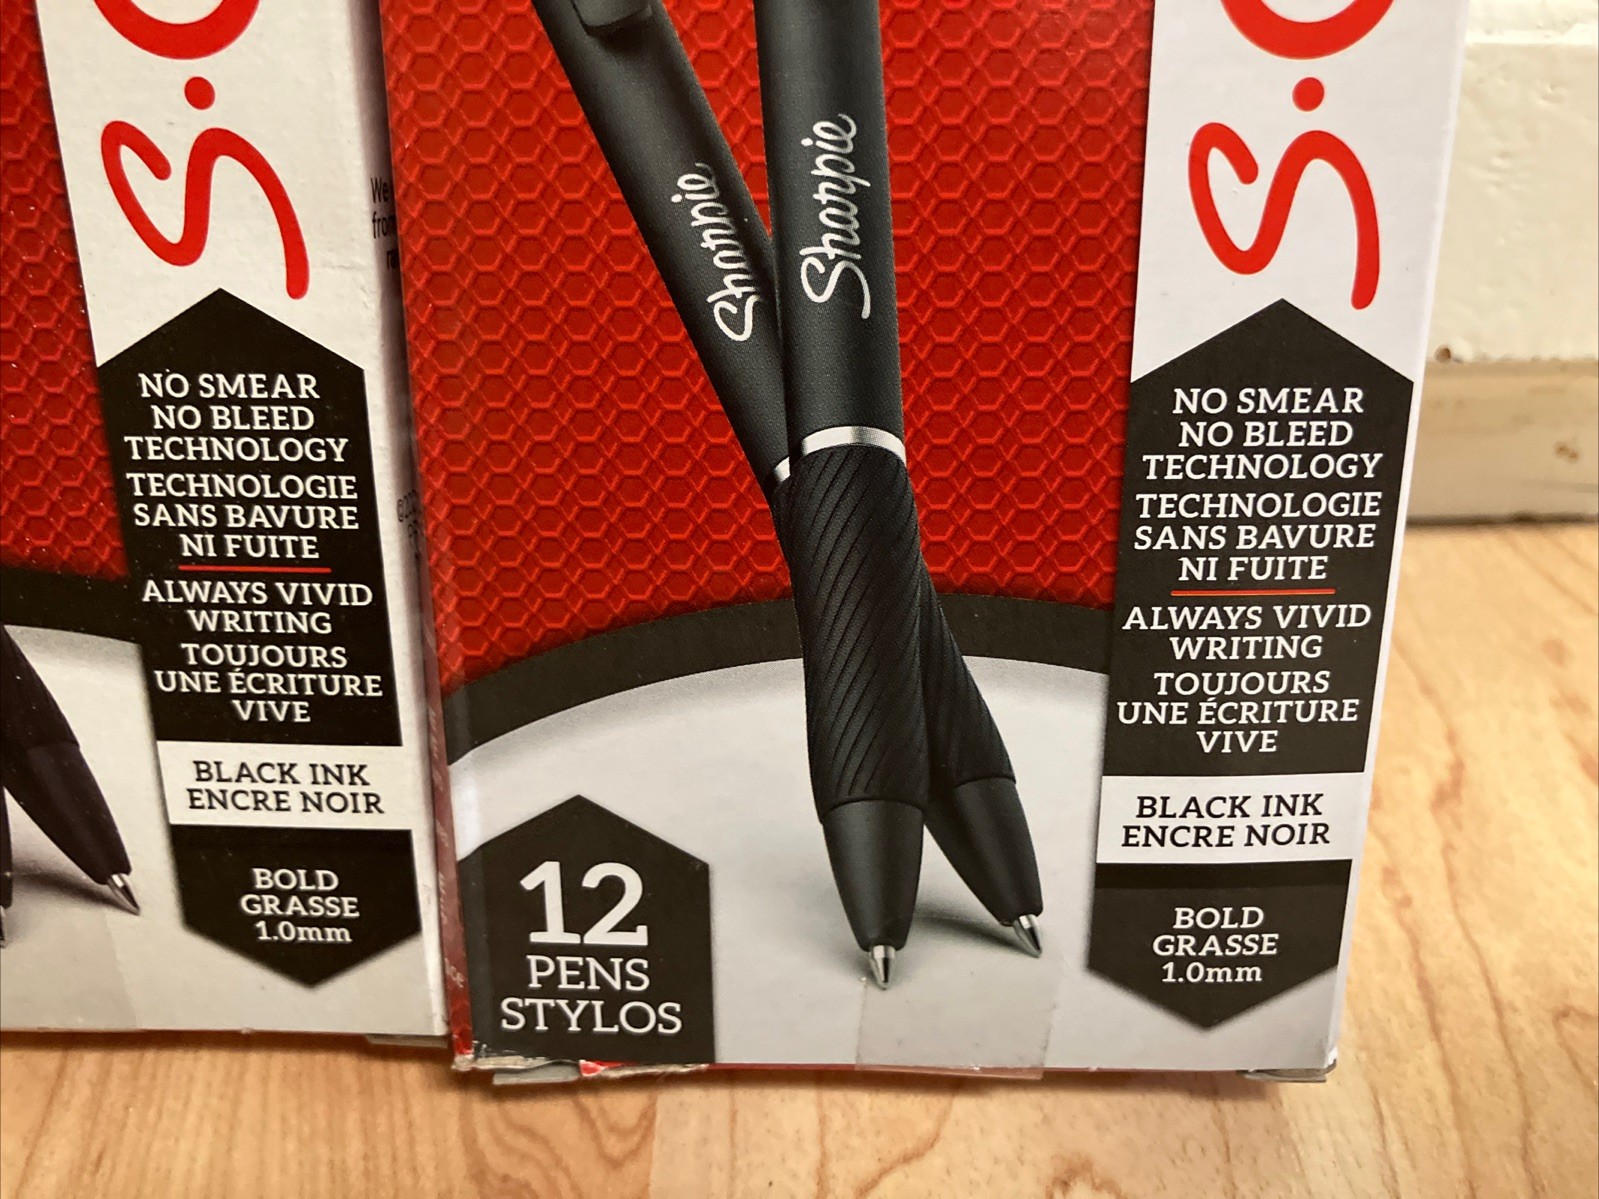 S.
NO SMEAR
NO BLEED
TECHNOLOGY
TECHNOLOGIE
SANS BAVURE
NI FUITE
ALWAYS VIVID
WRITING
TOUJOURS
UNE ÉCRITURE
VIVE
BLACK INK
ENCRE NOIR
BOLD
GRASSE
1.0mm
We
Sharpie
Sharpie
12
PENS
STYLOS
S.
NO SMEAR
NO BLEED
TECHNOLOGY
TECHNOLOGIE
SANS BAVURE
NI FUITE
ALWAYS VIVID
WRITING
TOUJOURS
UNE ÉCRITURE
VIVE
BLACK INK
ENCRE NOIR
BOLD
GRASSE
1.0mm